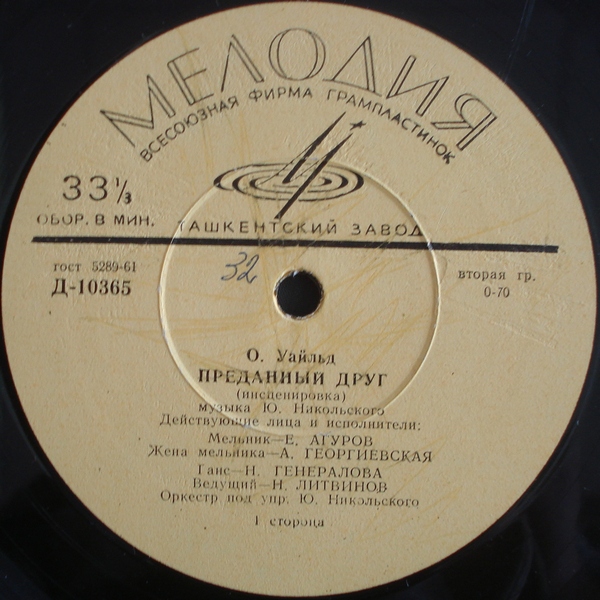 МЕЛОДИЯ
ВСЕСОЮЗНАЯ ФИРМА ГРАМПЛАСТИНОК
33⅓
ОБОР. В МИН.
ТАШКЕНТСКИЙ ЗАВОД
гост 5289-61
Д-10365
32
вторая гр.
0-70
О. Уайльд
ПРЕДАННЫЙ ДРУГ
(инсценировка)
музыка Ю. Никольского
Действующие лица и исполнители:
Мельник—Е. АГУРОВ
Жена мельника—А. ГЕОРГИЕВСКАЯ
Ганс—Н. ГЕНЕРАЛОВА
Ведущий—Н. ЛИТВИНОВ
Оркестр под упр. Ю. Никольского
I сторона